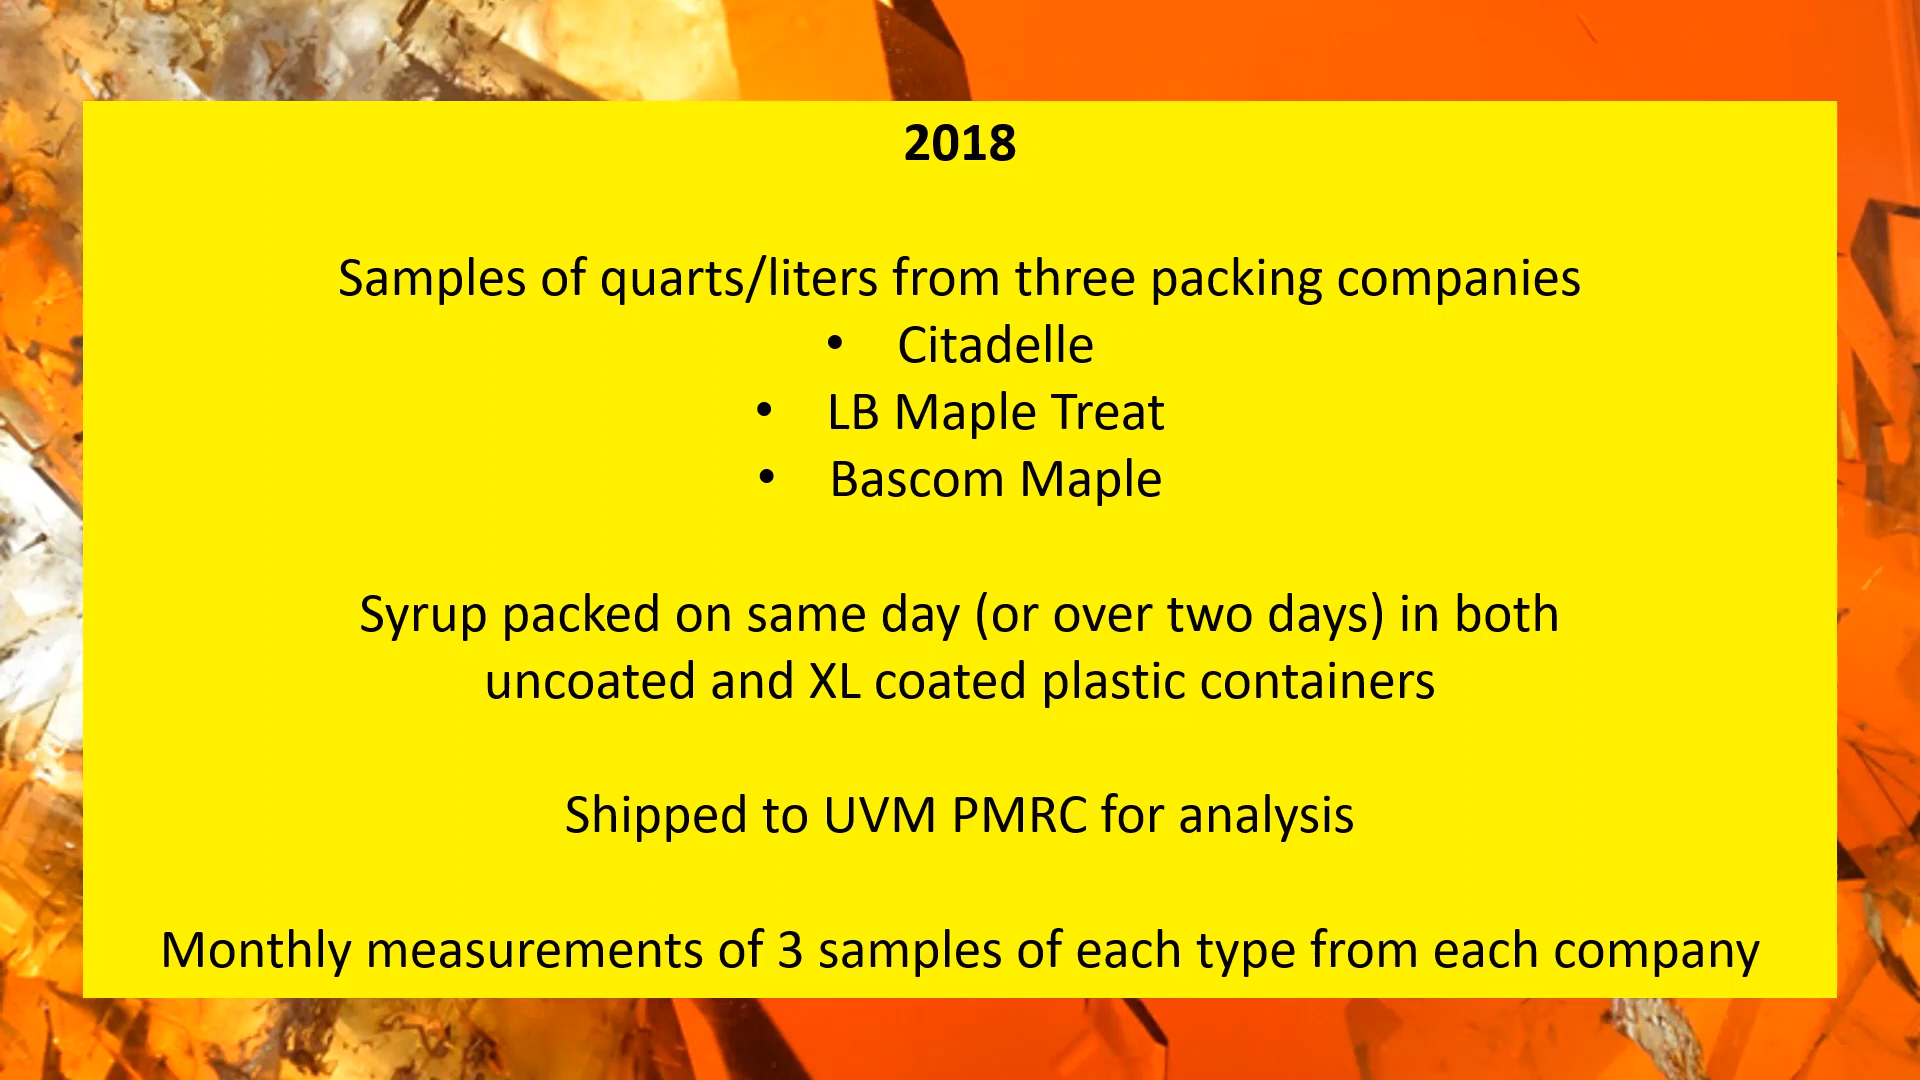 2018
Samples of quarts/liters from three packing companies
• Citadelle
• LB Maple Treat
• Bascom Maple
Syrup packed on same day (or over two days) in both
uncoated and XL coated plastic containers
Shipped to UVM PMRC for analysis
Monthly measurements of 3 samples of each type from each company